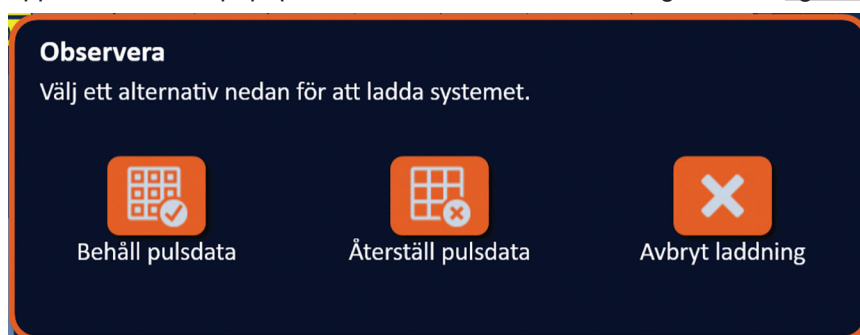 Observera
Välj ett alternativ nedan för att ladda systemet.
Behåll pulsdata
Återställ pulsdata
Avbryt laddning